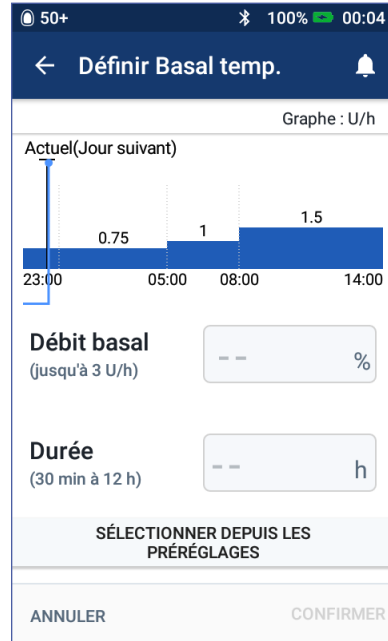 50+ 100% 00:04
Définir Basal temp.
Graphe : U/h
Actuel(Jour suivant)
0.75 1 1.5
23:00 05:00 08:00 14:00
Débit basal
(jusqu'à 3 U/h)
-- %
Durée
(30 min à 12 h)
-- h
SÉLECTIONNER DEPUIS LES
PRÉRÉGLAGES
ANNULER CONFIRMER